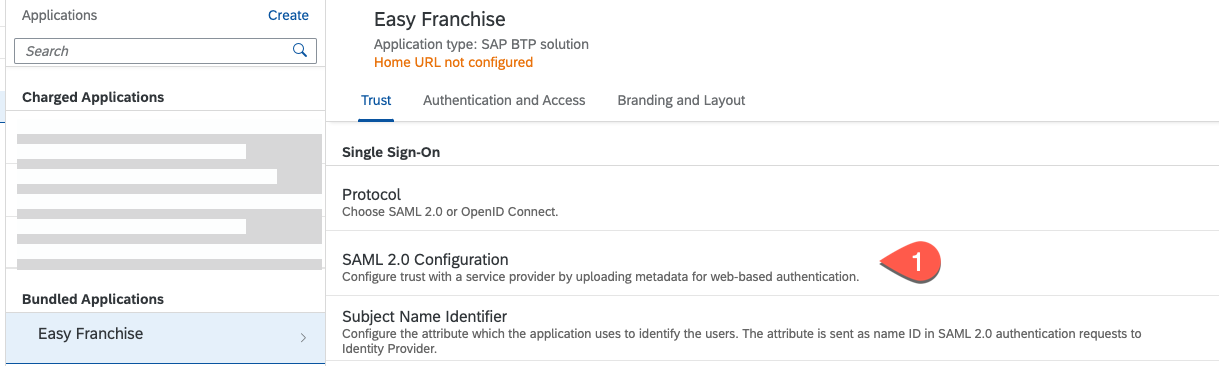 Applications
Create
Search
Charged Applications
Bundled Applications
Easy Franchise
Easy Franchise
Application type: SAP BTP solution
Home URL not configured
Trust
Authentication and Access
Branding and Layout
Single Sign-On
Protocol
Choose SAML 2.0 or OpenID Connect.
SAML 2.0 Configuration
Configure trust with a service provider by uploading metadata for web-based authentication.
1
Subject Name Identifier
Configure the attribute which the application uses to identify the users. The attribute is sent as name ID in SAML 2.0 authentication requests to
Identity Provider.